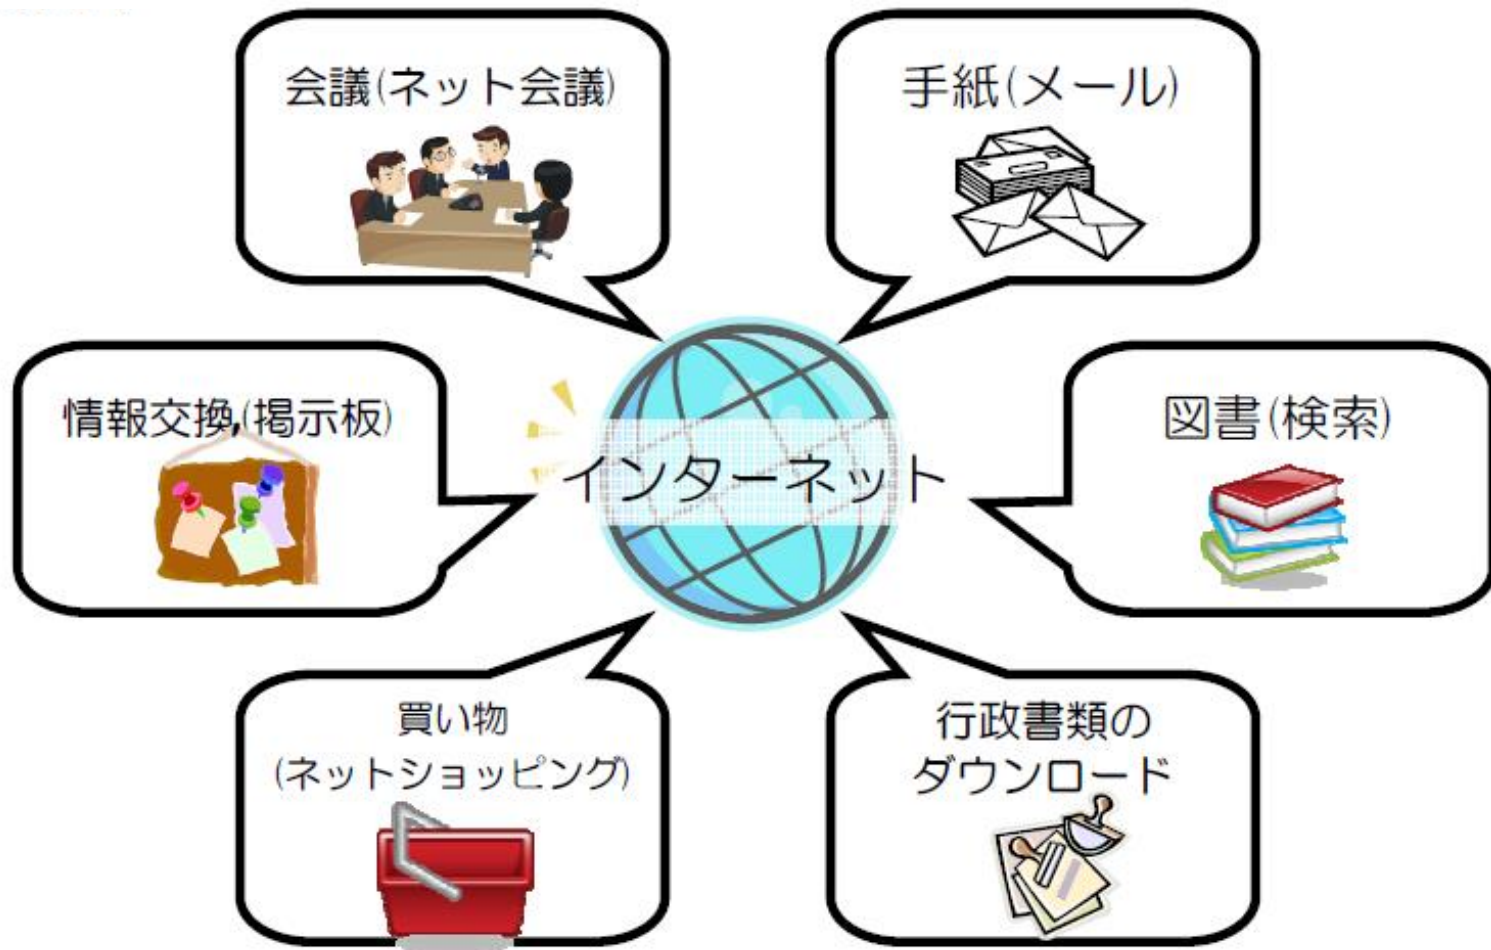 会議(ネット会議)
手紙(メール)
情報交換(掲示板)
インターネット
図書(検索)
買い物
(ネットショッピング)
行政書類の
ダウンロード